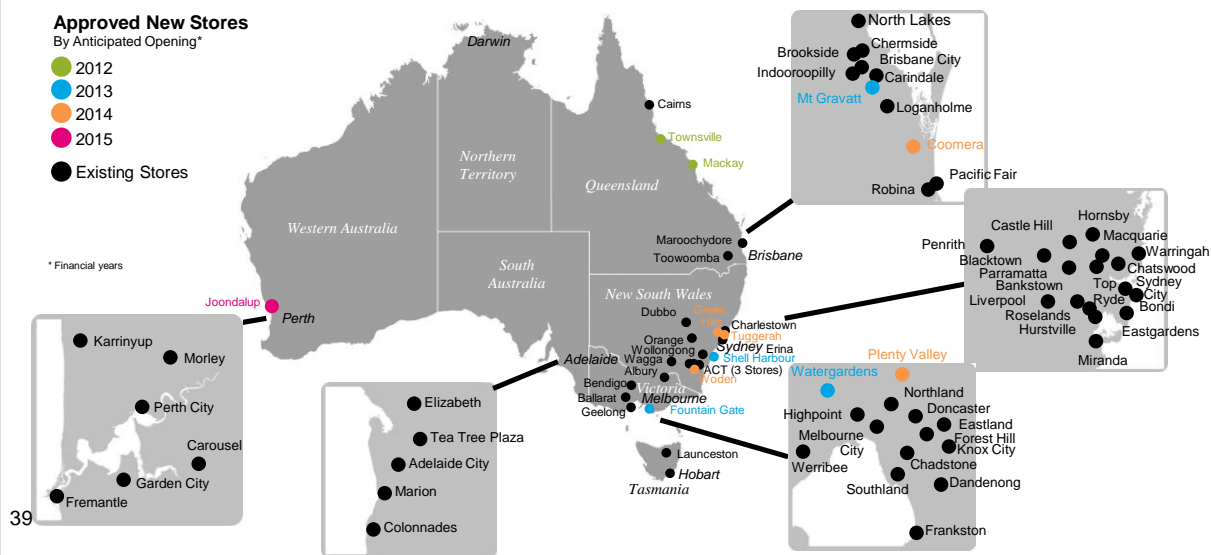 Approved New Stores
By Anticipated Opening*
2012
2013
2014
2015
Existing Stores
* Financial years
Darwin
Northern
Territory
Queensland
Western Australia
South
Australia
New South Wales
Victoria
Tasmania
Cairns
Townsville
Mackay
Maroochydore
Toowoomba
Brisbane
Joondalup
Perth
Adelaide
Dubbo
Green
Hills
Charlestown
Tuggerah
Orange
Sydney
Erina
Wollongong
Shell Harbour
Wagga
ACT (3 Stores)
Albury
Woden
Bendigo
Melbourne
Ballarat
Geelong
Fountain Gate
Launceston
Hobart
North Lakes
Chermside
Brookside
Brisbane City
Indooroopilly
Carindale
Mt Gravatt
Loganholme
Coomera
Pacific Fair
Robina
Hornsby
Castle Hill
Macquarie
Penrith
Warringah
Blacktown
Chatswood
Parramatta
Sydney
City
Bankstown
Top
Ryde
Liverpool
Bondi
Roselands
Hurstville
Eastgardens
Miranda
Plenty Valley
Watergardens
Northland
Highpoint
Doncaster
Eastland
Melbourne
City
Forest Hill
Knox City
Werribee
Chadstone
Southland
Dandenong
Frankston
Karrinyup
Morley
Perth City
Carousel
Garden City
Fremantle
Elizabeth
Tea Tree Plaza
Adelaide City
Marion
Colonnades
39